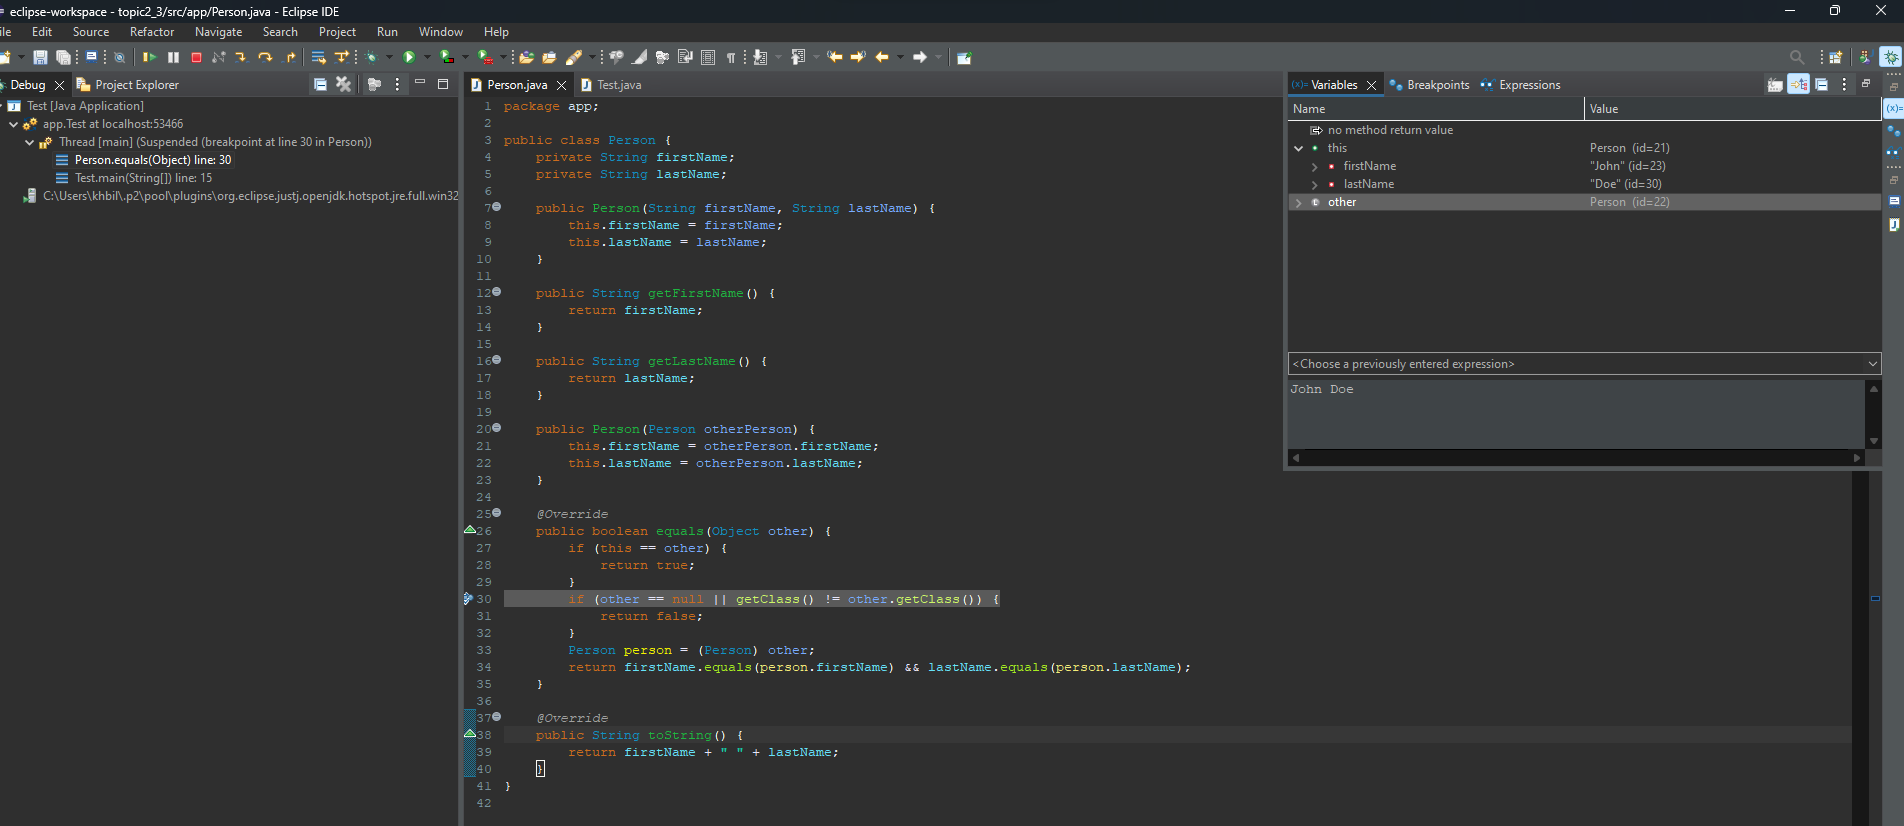 eclipse-workspace - topic2_3/src/app/Person.java - Eclipse IDE
ile Edit Source Refactor Navigate Search Project Run Window Help
Debug Project Explorer
Test [Java Application]
app.Test at localhost:53466
Thread [main] (Suspended (breakpoint at line 30 in Person))
Person.equals(Object) line: 30
Test.main(String[]) line: 15
C:\Users\khbil\.p2\pool\plugins\org.eclipse.justj.openjdk.hotspot.jre.full.win32
Person.java Test.java
1 package app;
2
3 public class Person {
4 private String firstName;
5 private String lastName;
6
7 public Person(String firstName, String lastName) {
8 this.firstName = firstName;
9 this.lastName = lastName;
10 }
11
12 public String getFirstName() {
13 return firstName;
14 }
15
16 public String getLastName() {
17 return lastName;
18 }
19
20 public Person(Person otherPerson) {
21 this.firstName = otherPerson.firstName;
22 this.lastName = otherPerson.lastName;
23 }
24
25 @Override
26 public boolean equals(Object other) {
27 if (this == other) {
28 return true;
29 }
30 if (other == null || getClass() != other.getClass()) {
31 return false;
32 }
33 Person person = (Person) other;
34 return firstName.equals(person.firstName) && lastName.equals(person.lastName);
35 }
36
37 @Override
38 public String toString() {
39 return firstName + " " + lastName;
40 }
41 }
42
(x)= Variables Breakpoints Expressions
Name Value
no method return value
this Person (id=21)
firstName "John" (id=23)
lastName "Doe" (id=30)
other Person (id=22)
<Choose a previously entered expression>
John Doe
(x)=